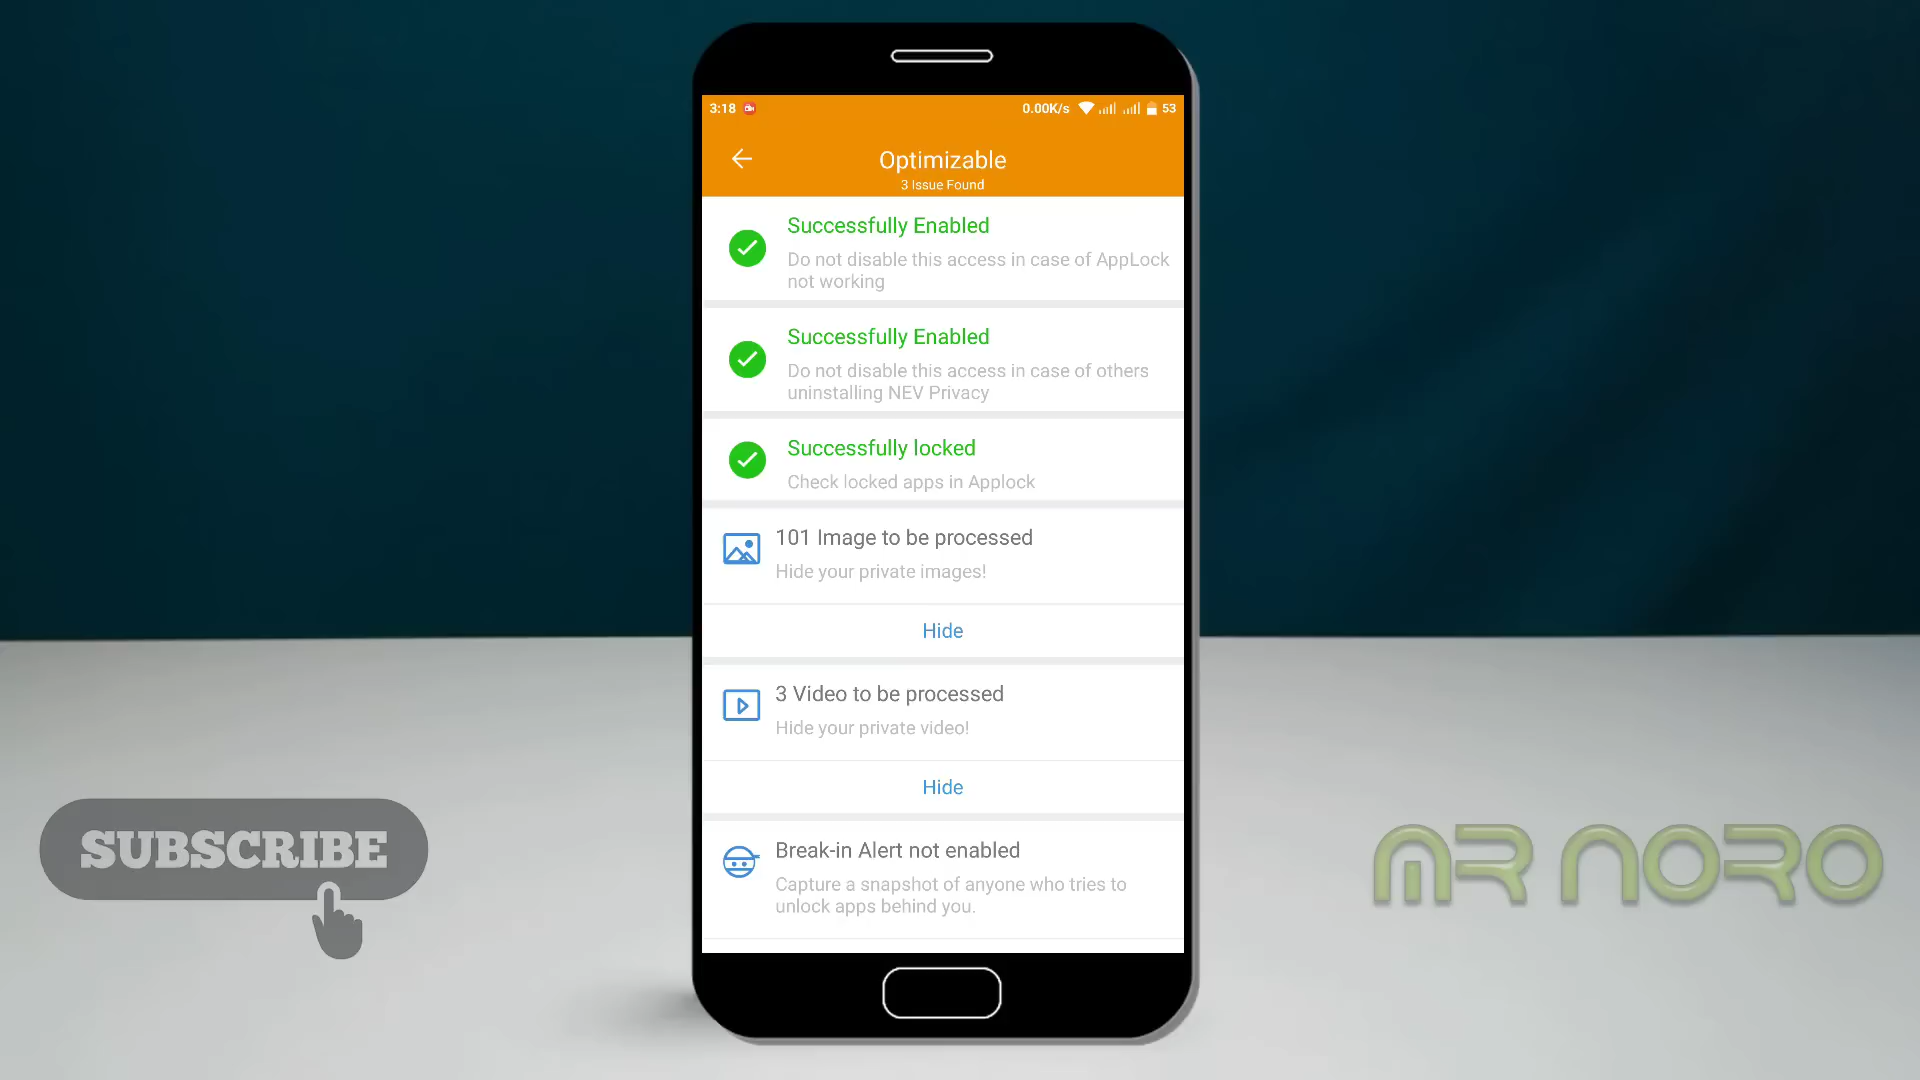 3:18
0.00K/s
53
Optimizable
3 Issue Found
Successfully Enabled
Do not disable this access in case of AppLock
not working
Successfully Enabled
Do not disable this access in case of others
uninstalling NEV Privacy
Successfully locked
Check locked apps in Applock
101 Image to be processed
Hide your private images!
Hide
3 Video to be processed
Hide your private video!
Hide
Break-in Alert not enabled
Capture a snapshot of anyone who tries to
unlock apps behind you.
SUBSCRIBE
MR NORO